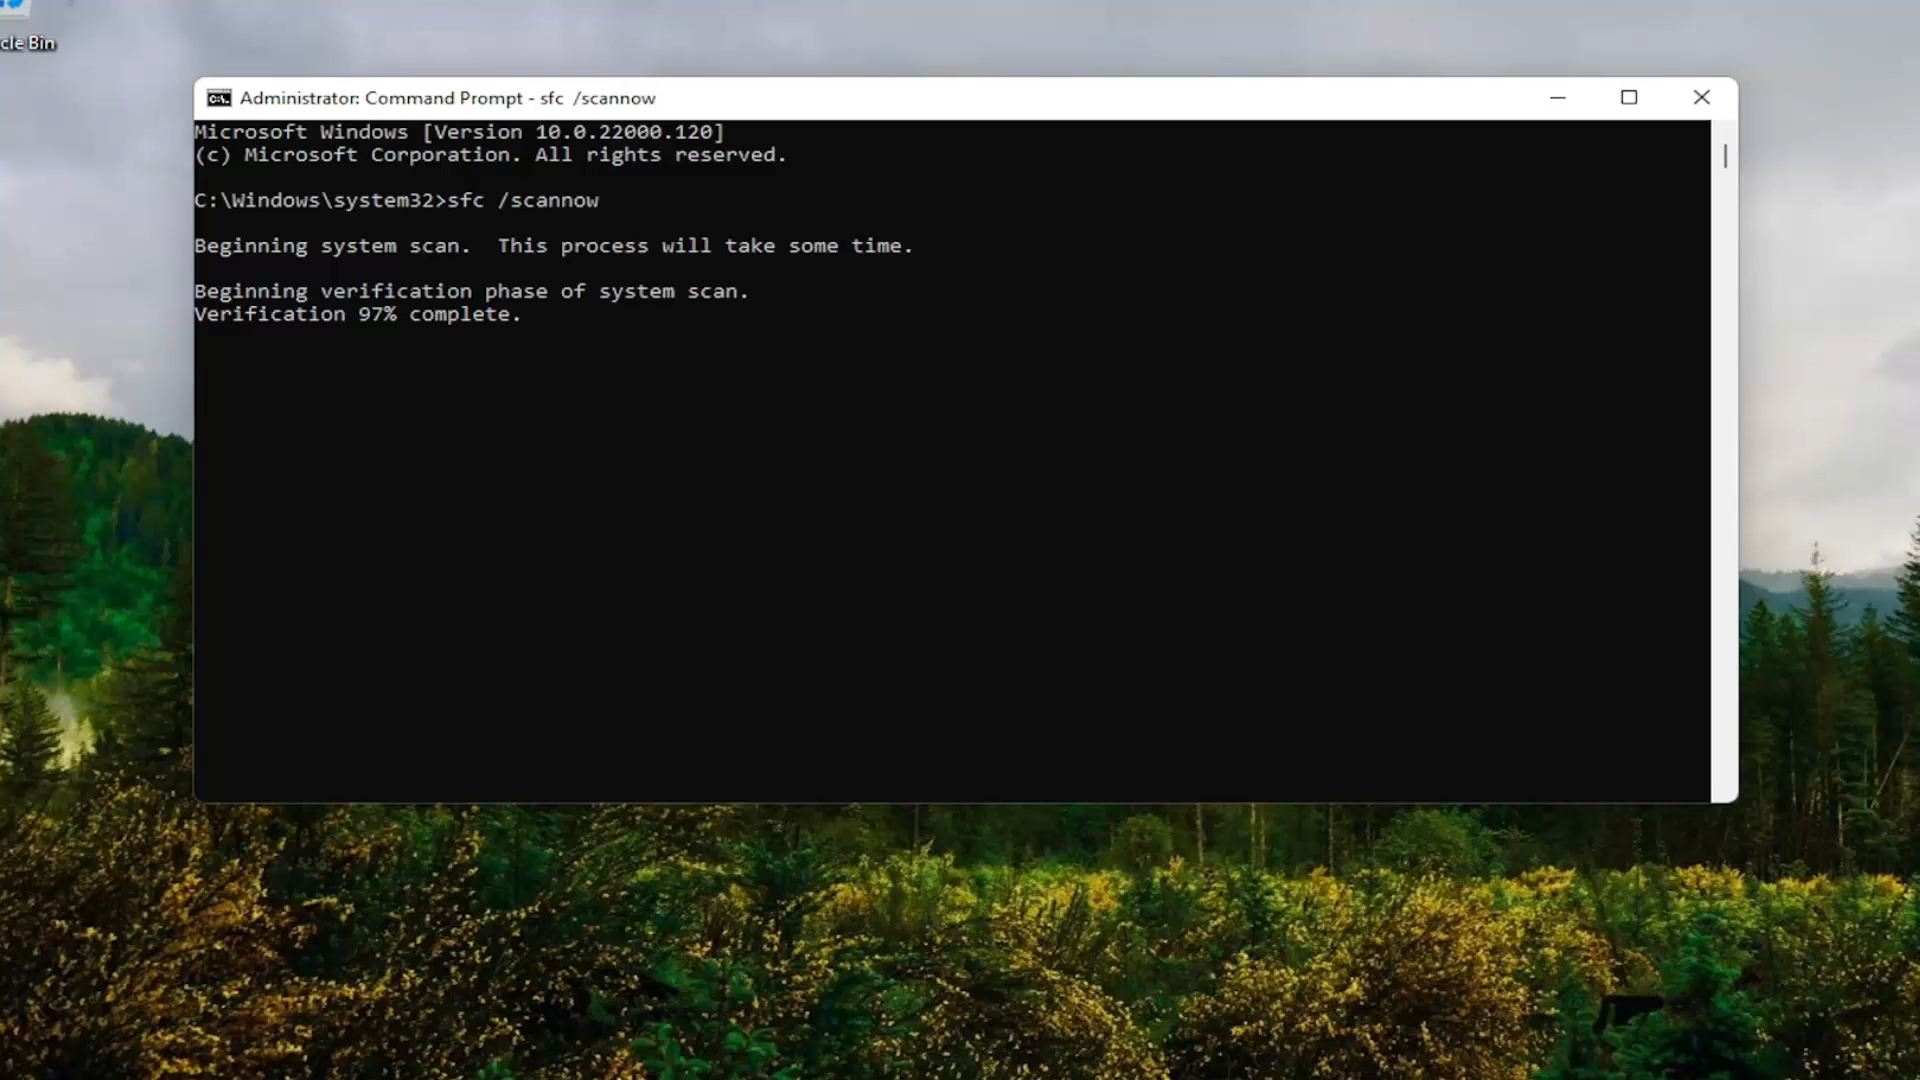 cle Bin
Administrator: Command Prompt - sfc /scannow
Microsoft Windows [Version 10.0.22000.120]
(c) Microsoft Corporation. All rights reserved.
C:\Windows\system32>sfc /scannow
Beginning system scan.  This process will take some time.
Beginning verification phase of system scan.
Verification 97% complete.